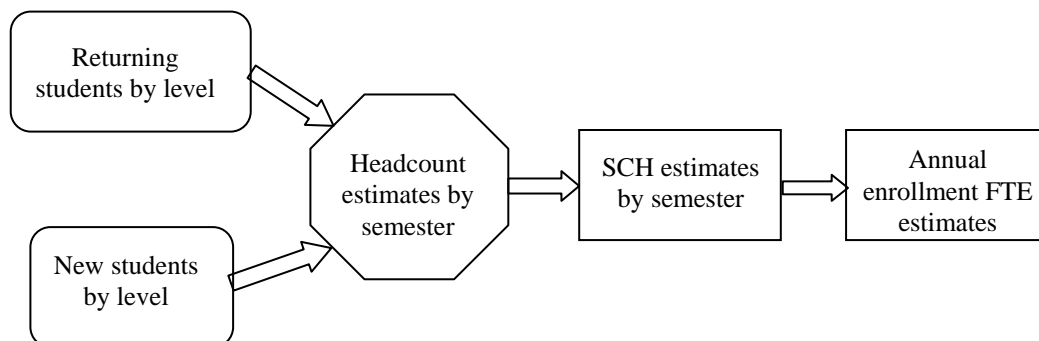 Returning
students by level
New students
by level
Headcount
estimates by
semester
SCH estimates
by semester
Annual
enrollment FTE
estimates